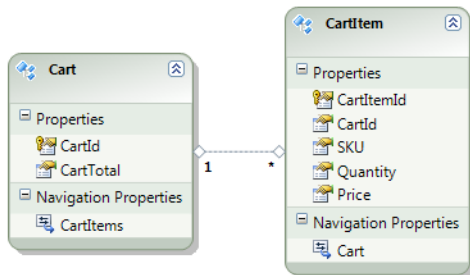 Cart
Properties
CartId
CartTotal
Navigation Properties
CartItems
1
*
CartItem
Properties
CartItemId
CartId
SKU
Quantity
Price
Navigation Properties
Cart